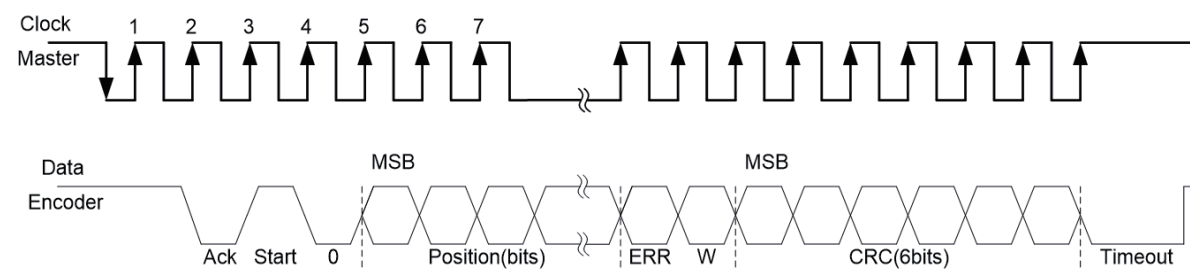 Clock
Master
1 2 3 4 5 6 7
Data
Encoder
MSB MSB
Ack Start 0 Position(bits) ERR W CRC(6bits) Timeout